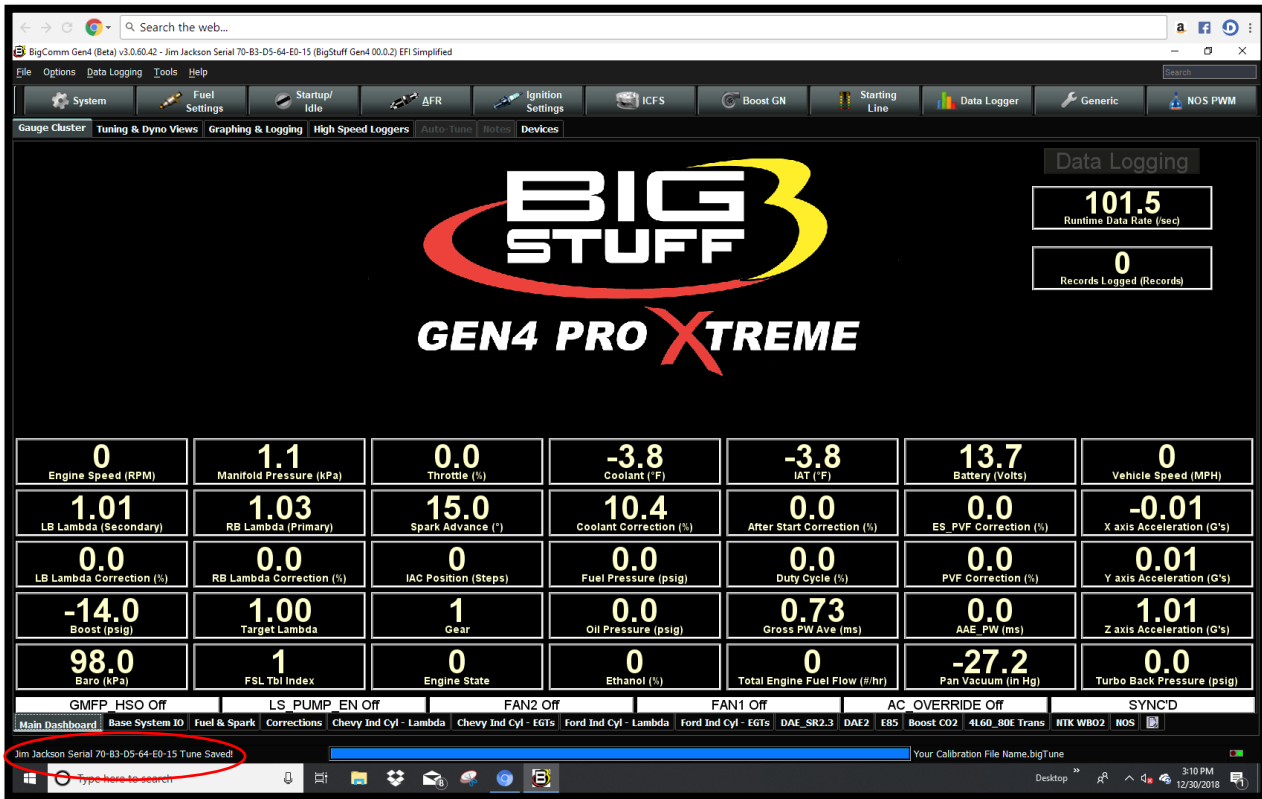 Search the web...
BigComm Gen4 (Beta) v3.0.60.42 - Jim Jackson Serial 70-B3-D5-64-E0-15 (BigStuff Gen4 00.0.2) EFI Simplified
File Options Data Logging Tools Help Search
System Fuel Settings Startup/ Idle AFR Ignition Settings ICFS Boost GN Starting Line Data Logger Generic NOS PWM
Gauge Cluster Tuning & Dyno Views Graphing & Logging High Speed Loggers Auto-Tune Notes Devices
Data Logging
BIG
STUFF
3
GEN4 PRO XTREME
101.5
Runtime Data Rate (/sec)
0
Records Logged (Records)
0 1.1 0.0 -3.8 -3.8 13.7 0
Engine Speed (RPM) Manifold Pressure (kPa) Throttle (%) Coolant (°F) IAT (°F) Battery (Volts) Vehicle Speed (MPH)
1.01 1.03 15.0 10.4 0.0 0.0 -0.01
LB Lambda (Secondary) RB Lambda (Primary) Spark Advance (°) Coolant Correction (%) After Start Correction (%) ES_PVF Correction (%) X axis Acceleration (G's)
0.0 0.0 0 0.0 0.0 0.0 0.01
LB Lambda Correction (%) RB Lambda Correction (%) IAC Position (Steps) Fuel Pressure (psig) Duty Cycle (%) PVF Correction (%) Y axis Acceleration (G's)
-14.0 1.00 1 0.0 0.73 0.0 1.01
Boost (psig) Target Lambda Gear Oil Pressure (psig) Gross PW Ave (ms) AAE_PW (ms) Z axis Acceleration (G's)
98.0 1 0 0 0 -27.2 0.0
Baro (kPa) FSL Tbl Index Engine State Ethanol (%) Total Engine Fuel Flow (#/hr) Pan Vacuum (in Hg) Turbo Back Pressure (psig)
GMFP_HSO Off LS_PUMP_EN Off FAN2 Off FAN1 Off AC_OVERRIDE Off SYNC'D
Main Dashboard Base System IO Fuel & Spark Corrections Chevy Ind Cyl - Lambda Chevy Ind Cyl - EGTs Ford Ind Cyl - Lambda Ford Ind Cyl - EGTs DAE_SR2.3 DAE2 E85 Boost CO2 4L60_80E Trans NTK WBO2 NOS
Jim Jackson Serial 70-B3-D5-64-E0-15 Tune Saved! Your Calibration File Name.bigTune
Type here to search Desktop 3:10 PM
12/30/2018